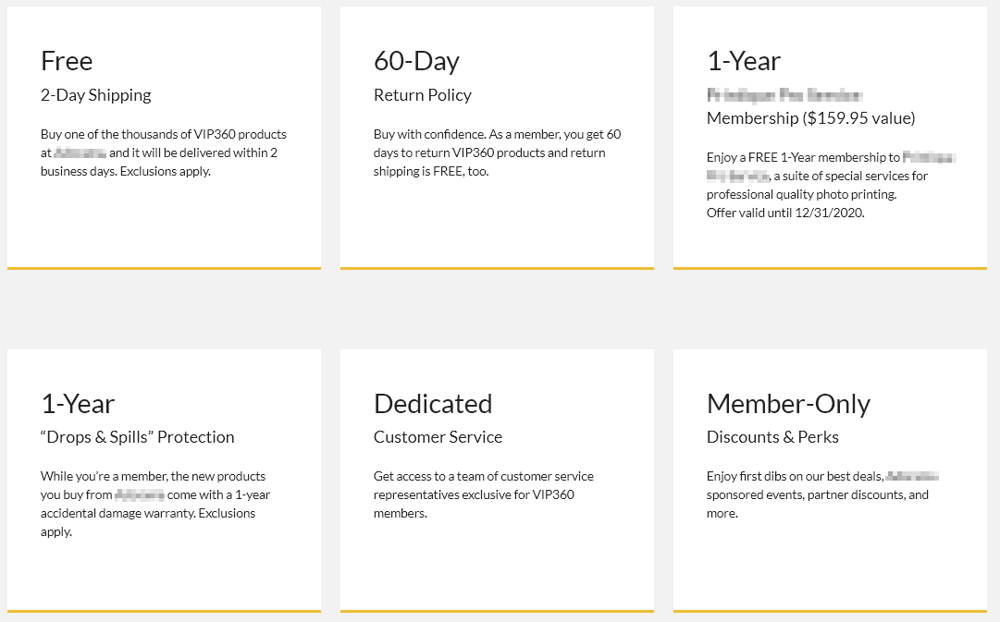 Free
2-Day Shipping
Buy one of the thousands of VIP360 products
at and it will be delivered within 2
business days. Exclusions apply.
60-Day
Return Policy
Buy with confidence. As a member, you get 60
days to return VIP360 products and return
shipping is FREE, too.
1-Year
Membership ($159.95 value)
Enjoy a FREE 1-Year membership to
, a suite of special services for
professional quality photo printing.
Offer valid until 12/31/2020.
1-Year
“Drops & Spills” Protection
While you’re a member, the new products
you buy from come with a 1-year
accidental damage warranty. Exclusions
apply.
Dedicated
Customer Service
Get access to a team of customer service
representatives exclusive for VIP360
members.
Member-Only
Discounts & Perks
Enjoy first dibs on our best deals,
sponsored events, partner discounts, and
more.